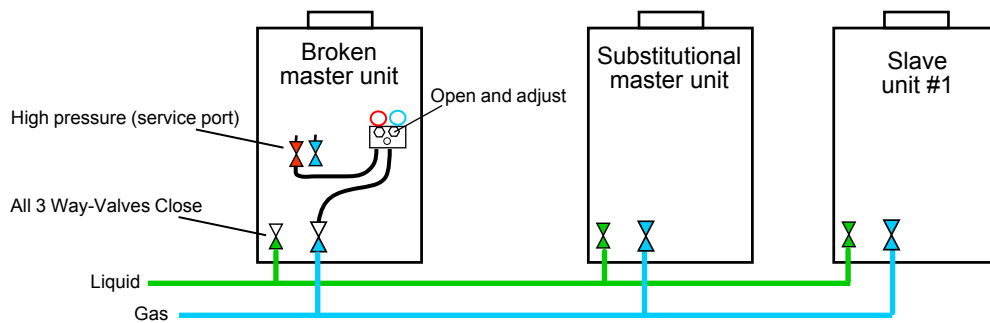 Broken
master unit
Substitutional
master unit
Slave
unit #1
Open and adjust
High pressure (service port)
All 3 Way-Valves Close
Liquid
Gas